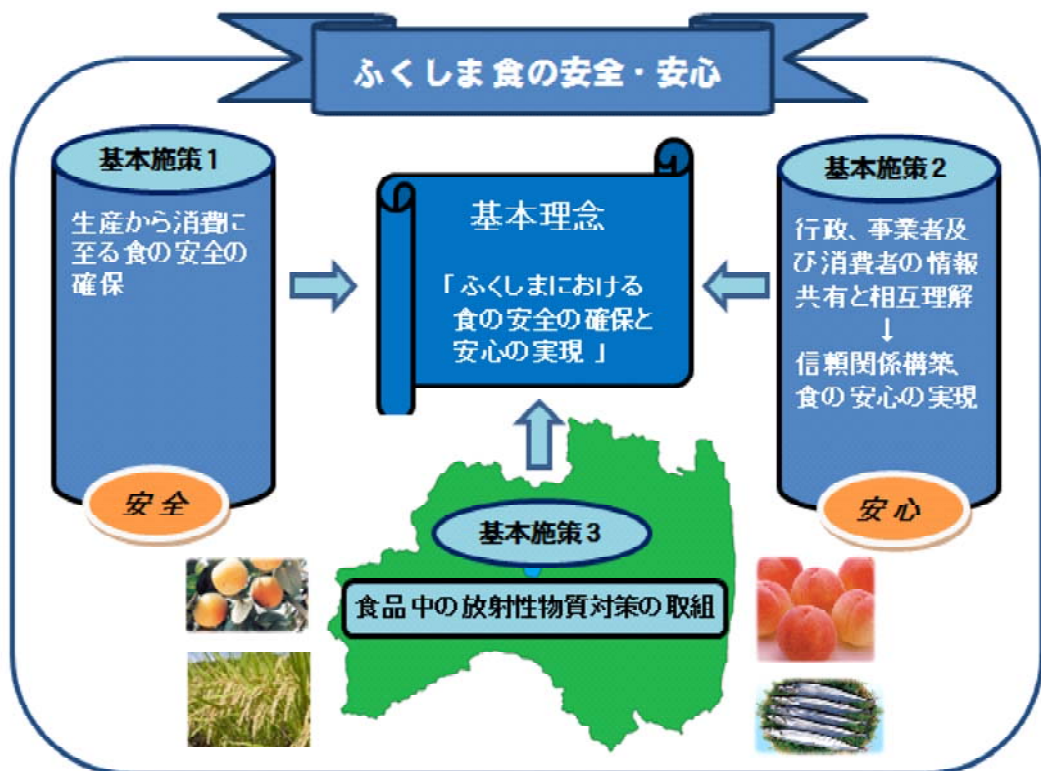 ふくしま 食の安全・安心
基本施策1
生産から消費に
至る食の安全の
確保
安全
基本理念
「ふくしまにおける
食の安全の確保と
安心の実現」
基本施策2
行政、事業者及
び消費者の情報
共有と相互理解
↓
信頼関係構築、
食の安心の実現
安心
基本施策3
食品中の放射性物質対策の取組